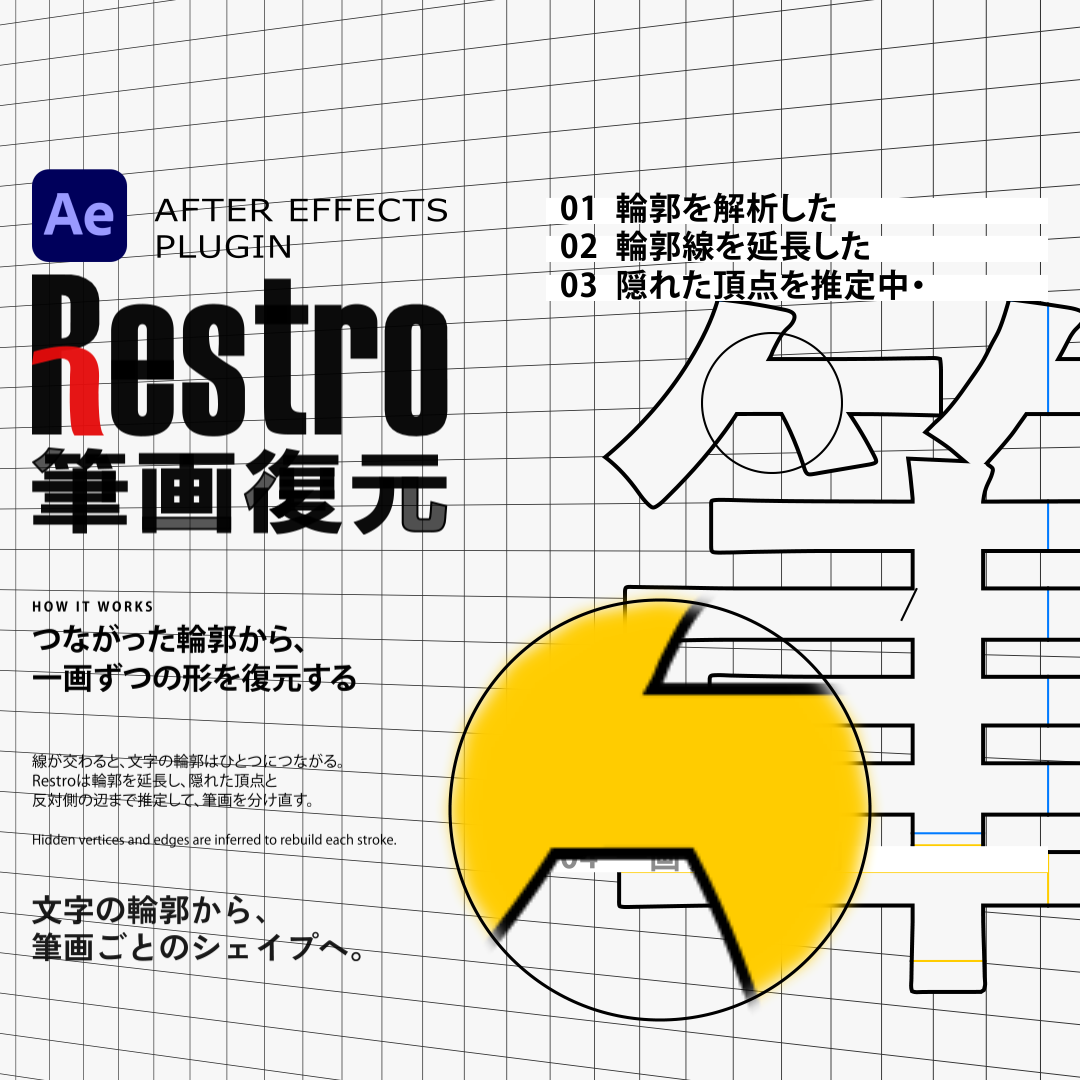 Ae
AFTER EFFECTS
PLUGIN
Restro
筆画復元
HOW IT WORKS
つながった輪郭から、
一画ずつの形を復元する
線が交わると、文字の輪郭はひとつにつながる。
Restroは輪郭を延長し、隠れた頂点と
反対側の辺まで推定して、筆画を分け直す。
Hidden vertices and edges are inferred to rebuild each stroke.
文字の輪郭から、
筆画ごとのシェイプへ。
01 輪郭を解析した
02 輪郭線を延長した
03 隠れた頂点を推定中・
筆
04 画